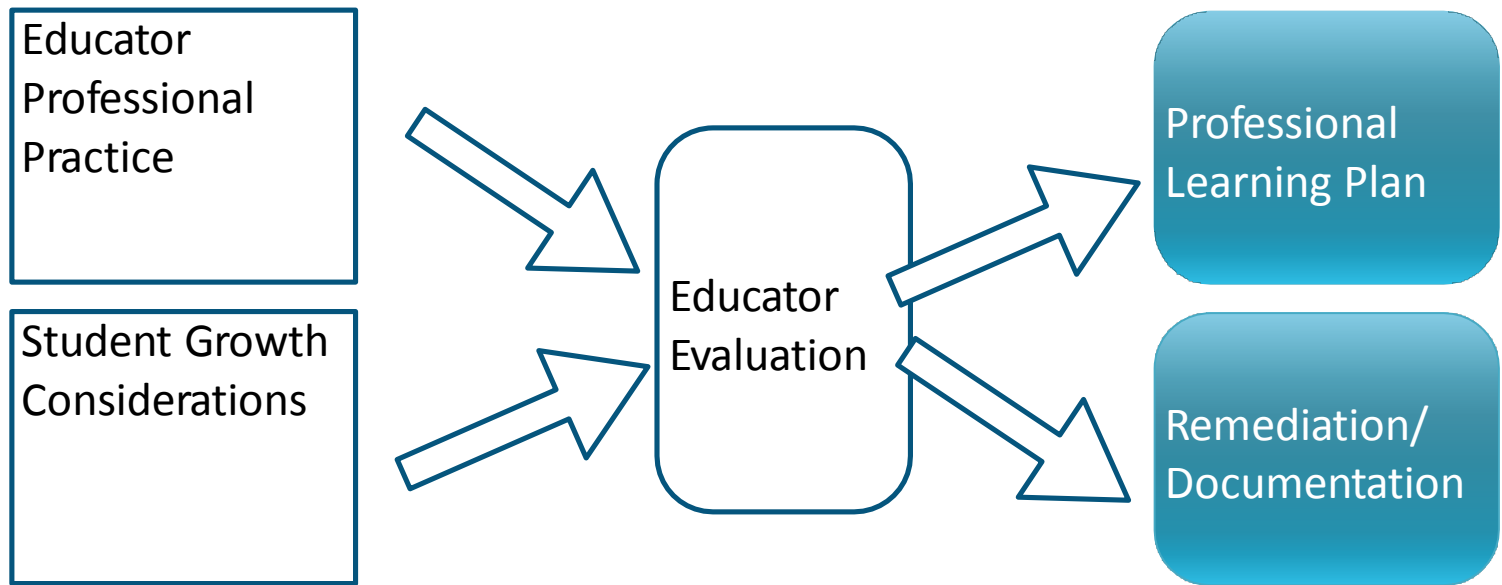 Educator
Professional
Practice
Student Growth
Considerations
Educator
Evaluation
Professional
Learning Plan
Remediation/
Documentation